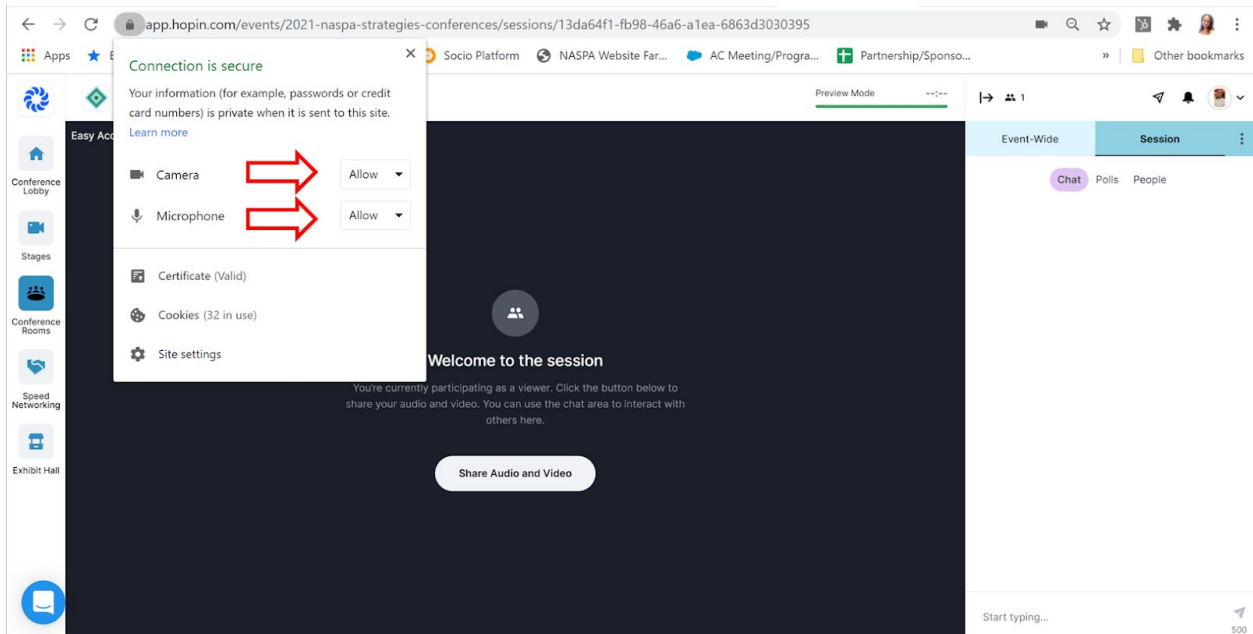 app.hopin.com/events/2021-naspa-strategies-conferences/sessions/13da64f1-fb98-46a6-a1ea-6863d3030395
Apps
Socio Platform
NASPA Website Far...
AC Meeting/Progra...
Partnership/Sponso...
»
Other bookmarks
Connection is secure
Your information (for example, passwords or credit
card numbers) is private when it is sent to this site.
Learn more
Camera
Allow
Microphone
Allow
Certificate (Valid)
Cookies (32 in use)
Site settings
Preview Mode
--:--
1
Easy
Conference
Lobby
Stages
Conference
Rooms
Speed
Networking
Exhibit Hall
Welcome to the session
You're currently participating as a viewer. Click the button below to
share your audio and video. You can use the chat area to interact with
others here.
Share Audio and Video
Event-Wide
Session
Chat
Polls
People
Start typing...
500